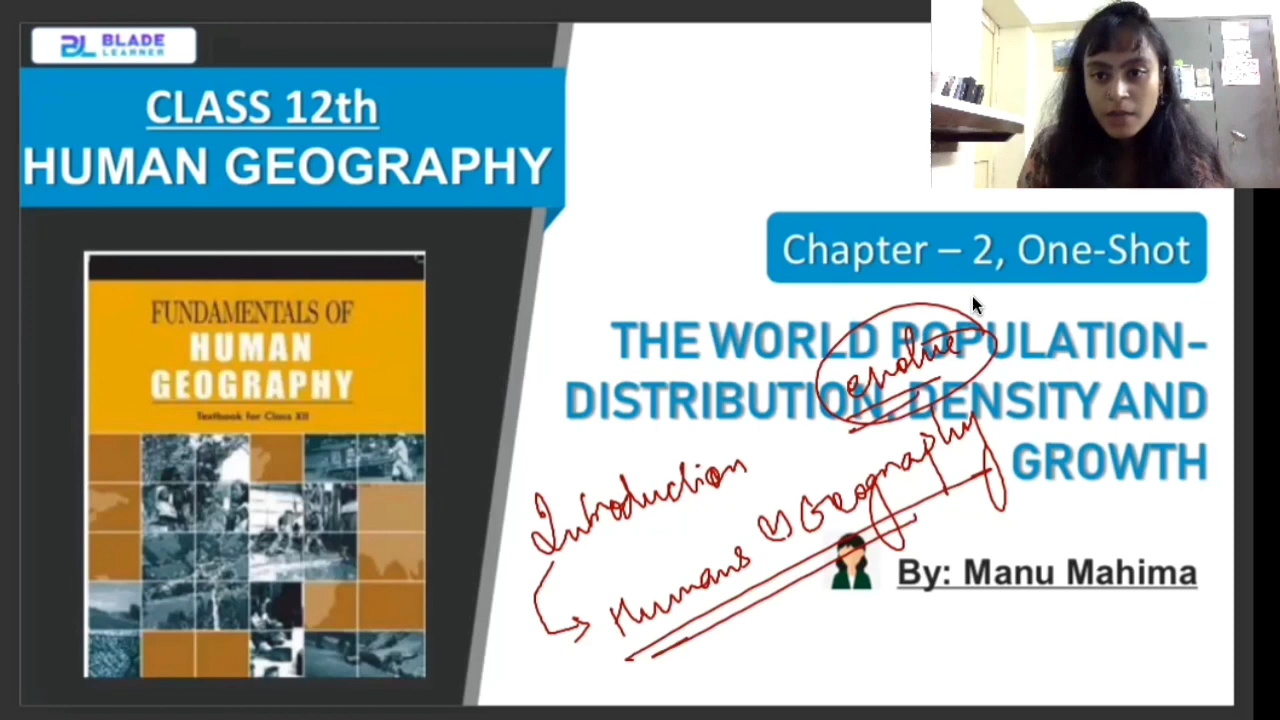 BLADE
LEARNER
CLASS 12th
HUMAN GEOGRAPHY
FUNDAMENTALS OF
HUMAN
GEOGRAPHY
Textbook for Class XII
Chapter – 2, One-Shot
THE WORLD POPULATION-
DISTRIBUTION, DENSITY AND
GROWTH
evolve
Introduction
Humans Geography
By: Manu Mahima